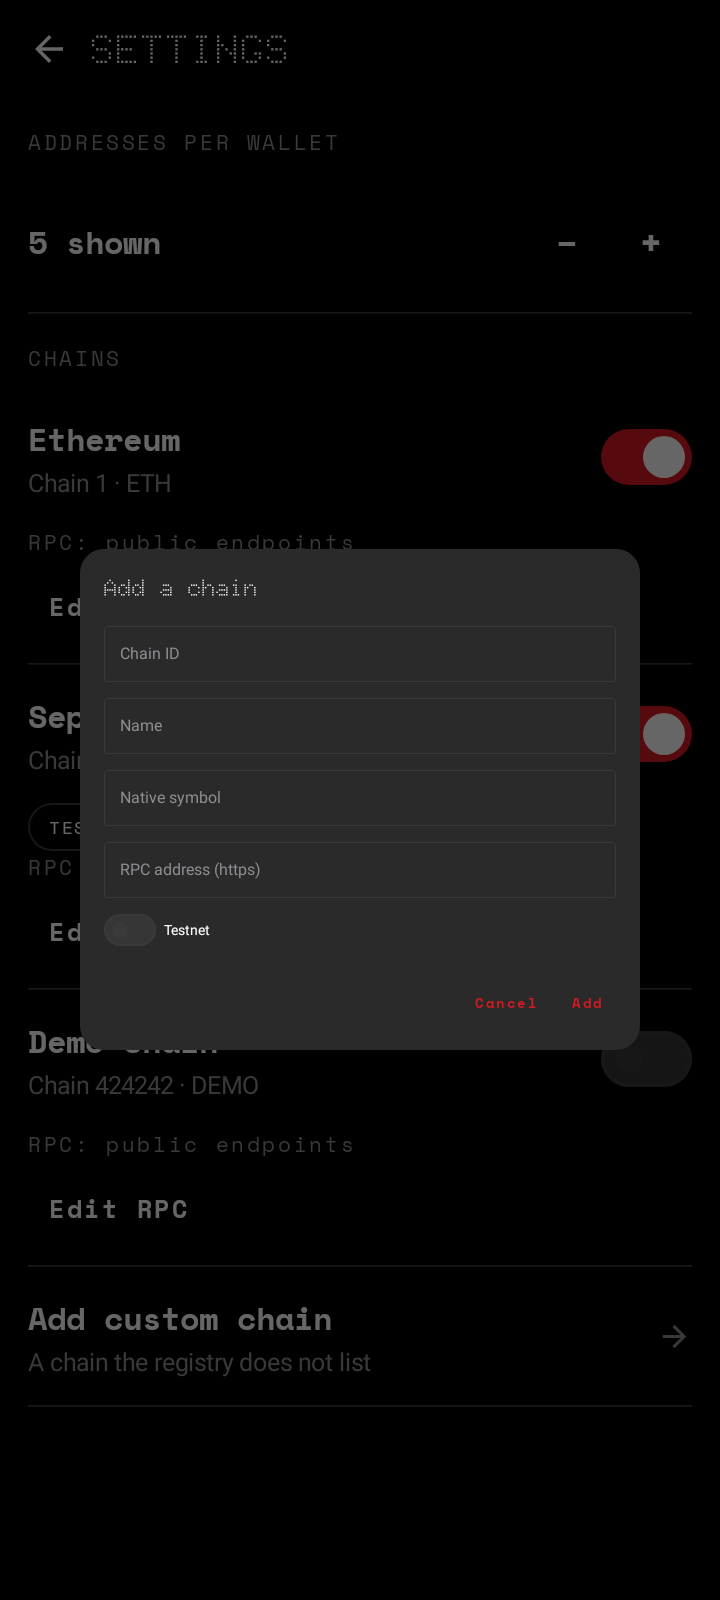 SETTINGS
ADDRESSES PER WALLET
5 shown
− +
CHAINS
Ethereum
Chain 1 · ETH
RPC: public endpoints
Add a chain
Chain ID
Name
Native symbol
RPC address (https)
Testnet
Cancel Add
RPC
Chain 424242 · DEMO
RPC: public endpoints
Edit RPC
Add custom chain
A chain the registry does not list